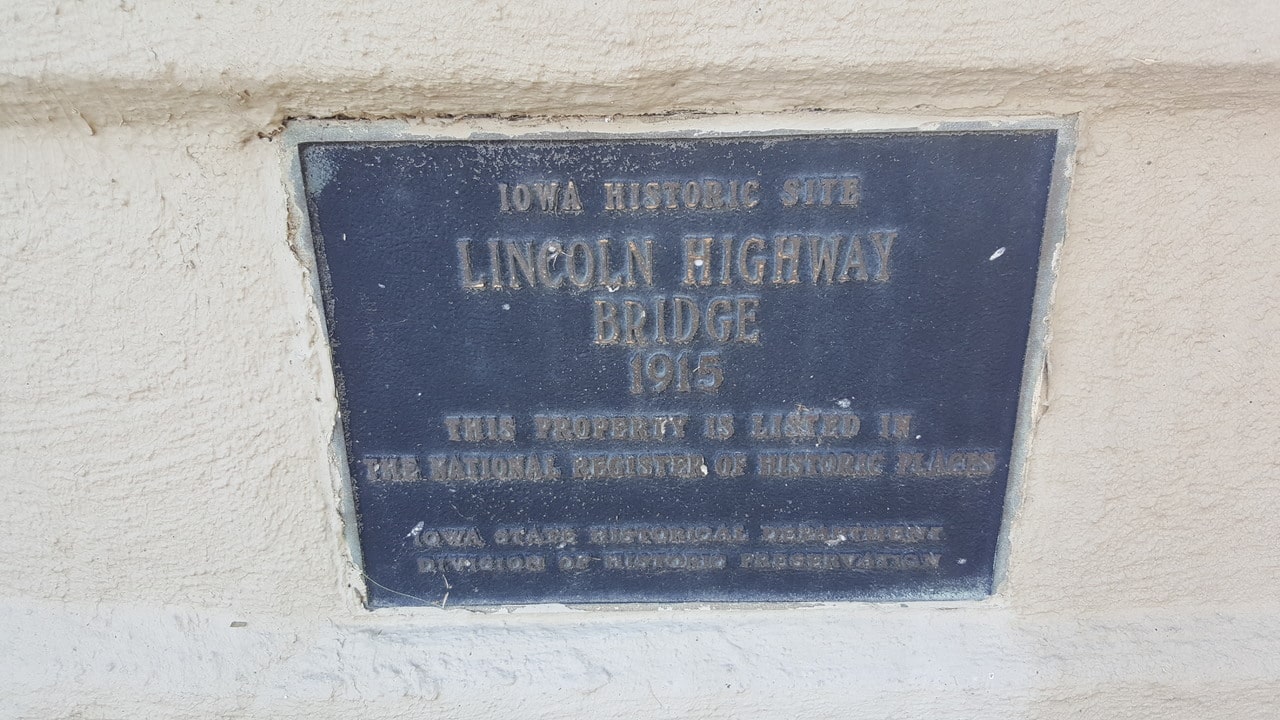 IOWA HISTORIC SITE
LINCOLN HIGHWAY
BRIDGE
1915
THIS PROPERTY IS LISTED IN
THE NATIONAL REGISTER OF HISTORIC PLACES
IOWA STATE HISTORICAL DEPARTMENT
DIVISION OF HISTORIC PRESERVATION